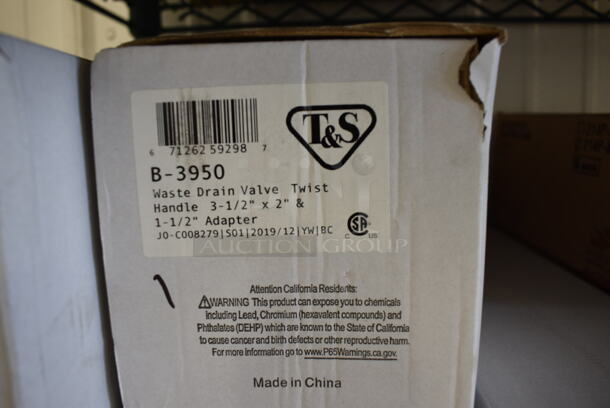 T&S
6 71262 59298 7
B-3950
Waste Drain Valve Twist
Handle 3-1/2" x 2" &
1-1/2" Adapter
JO-C008279|S01|2019/12|YW|BC
CSA
C US
AUCTION GROUP
Attention California Residents:
⚠WARNING This product can expose you to chemicals
including Lead, Chromium (hexavalent compounds) and
Phthalates (DEHP) which are known to the State of California
to cause cancer and birth defects or other reproductive harm.
For more information go to www.P65Warnings.ca.gov.
Made in China